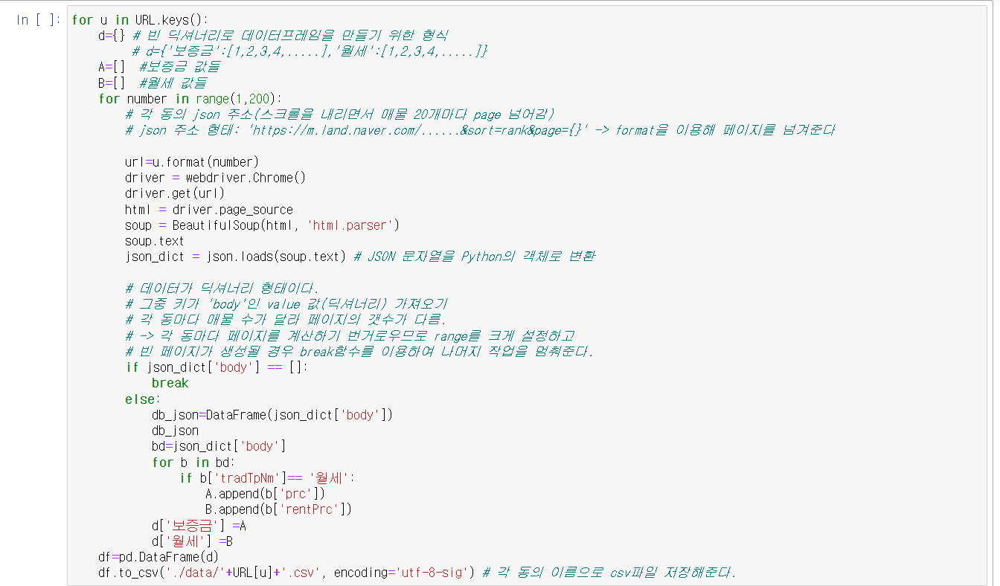 In [ ]: for u in URL.keys():
    d={} # 빈 딕셔너리로 데이터프레임을 만들기 위한 형식
         # d={'보증금':[1,2,3,4,.....],'월세':[1,2,3,4,.....]}
    A=[]  #보증금 값들
    B=[]  #월세 값들
    for number in range(1,200):
        # 각 동의 json 주소(스크롤을 내리면서 매물 20개마다 page 넘어감)
        # json 주소 형태: 'https://m.land.naver.com/......&sort=rank&page={}' -> format을 이용해 페이지를 넘겨준다

        url=u.format(number)
        driver = webdriver.Chrome()
        driver.get(url)
        html = driver.page_source
        soup = BeautifulSoup(html, 'html.parser')
        soup.text
        json_dict = json.loads(soup.text) # JSON 문자열을 Python의 객체로 변환

        # 데이터가 딕셔너리 형태이다.
        # 그중 키가 'body'인 value 값(딕셔너리) 가져오기
        # 각 동마다 매물 수가 달라 페이지의 갯수가 다름.
        # -> 각 동마다 페이지를 계산하기 번거로우므로 range를 크게 설정하고
        # 빈 페이지가 생성될 경우 break함수를 이용하여 나머지 작업을 멈춰준다.
        if json_dict['body'] == []:
            break
        else:
            db_json=DataFrame(json_dict['body'])
            db_json
            bd=json_dict['body']
            for b in bd:
                if b['tradTpNm']== '월세':
                    A.append(b['prc'])
                    B.append(b['rentPrc'])
            d['보증금'] =A
            d['월세'] =B
    df=pd.DataFrame(d)
    df.to_csv('./data/'+URL[u]+'.csv', encoding='utf-8-sig') # 각 동의 이름으로 csv파일 저장해준다.